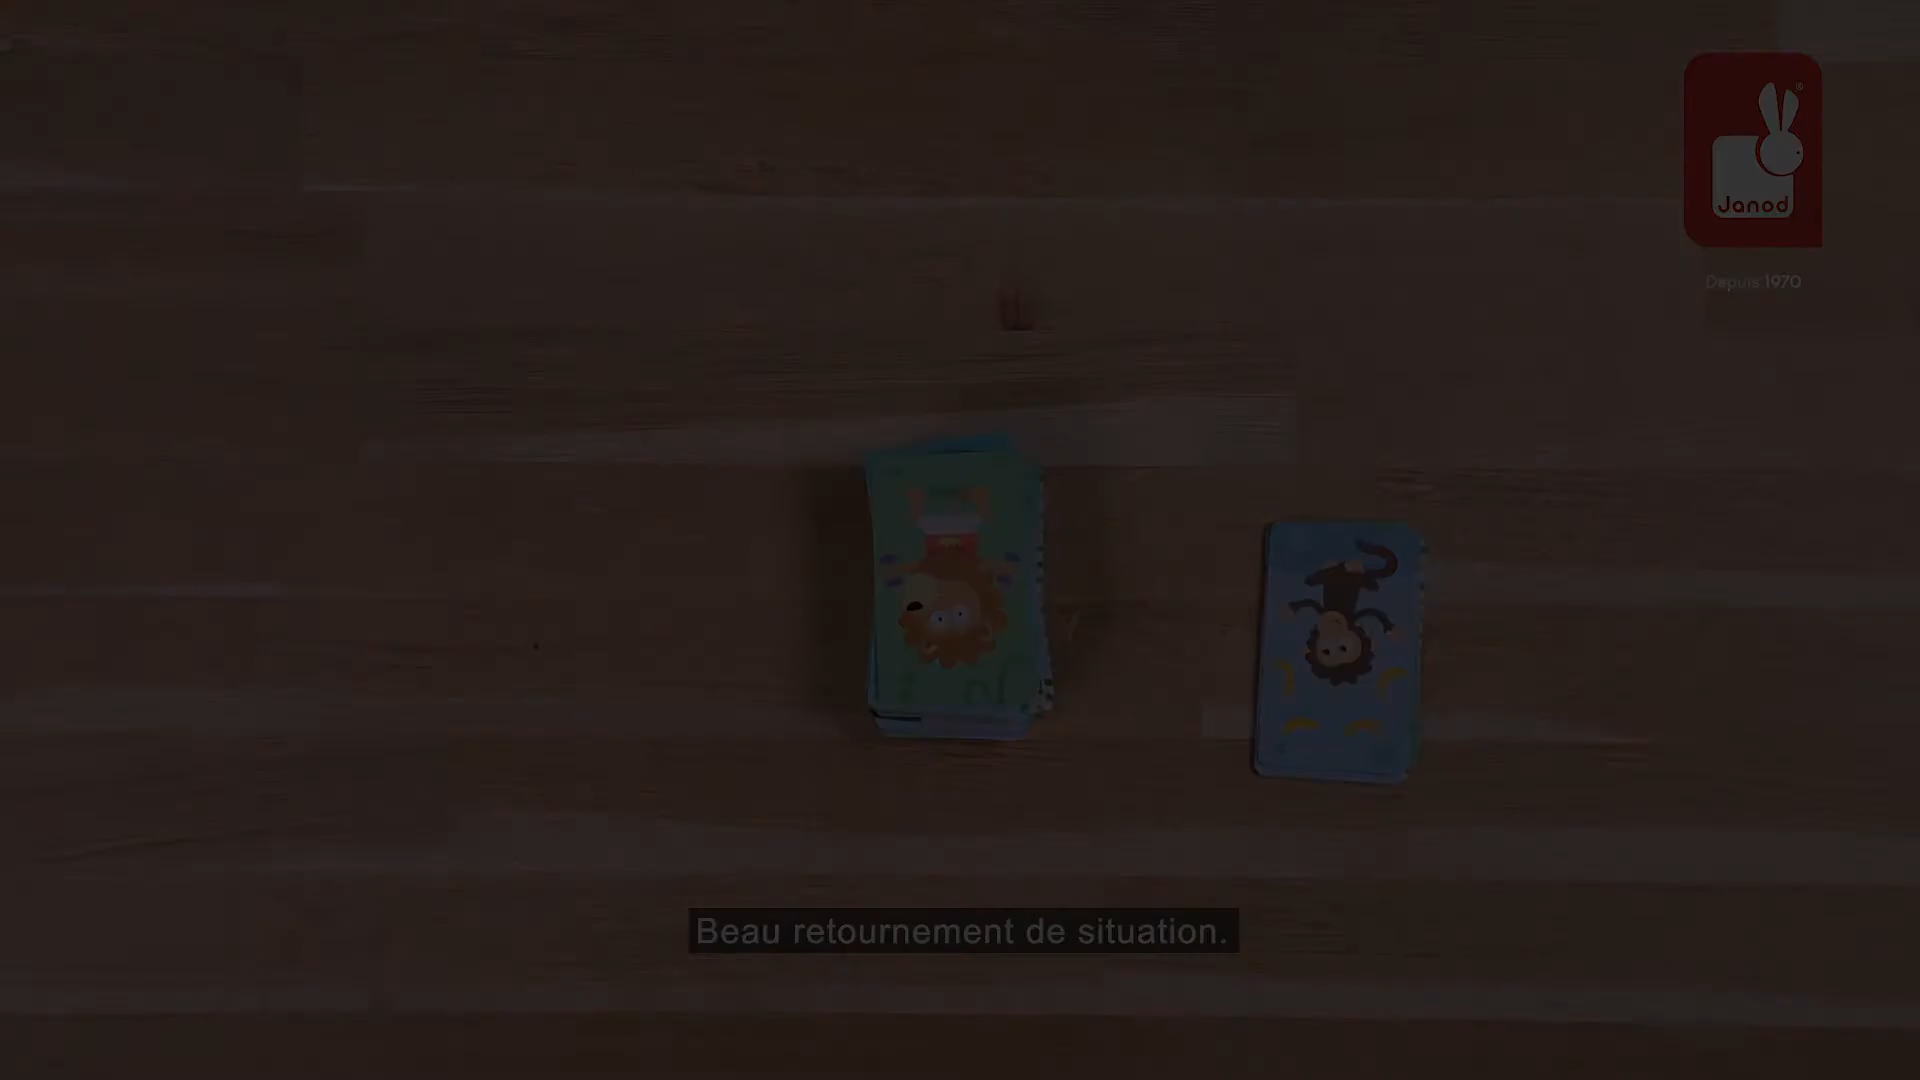 Janod
Depuis 1970
Beau retournement de situation.